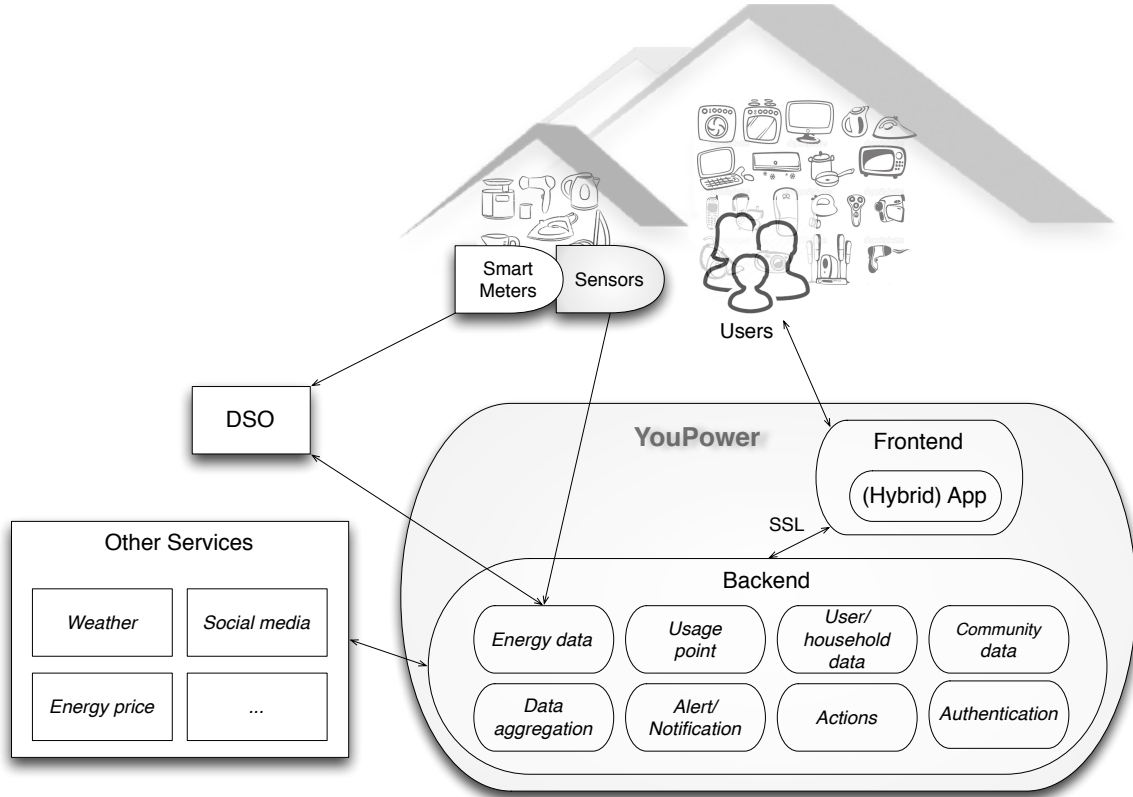 Smart
Meters
Sensors
Users
DSO
YouPower
Frontend
(Hybrid) App
SSL
Other Services
Weather
Social media
Energy price
...
Backend
Energy data
Usage
point
User/
household
data
Community
data
Data
aggregation
Alert/
Notification
Actions
Authentication